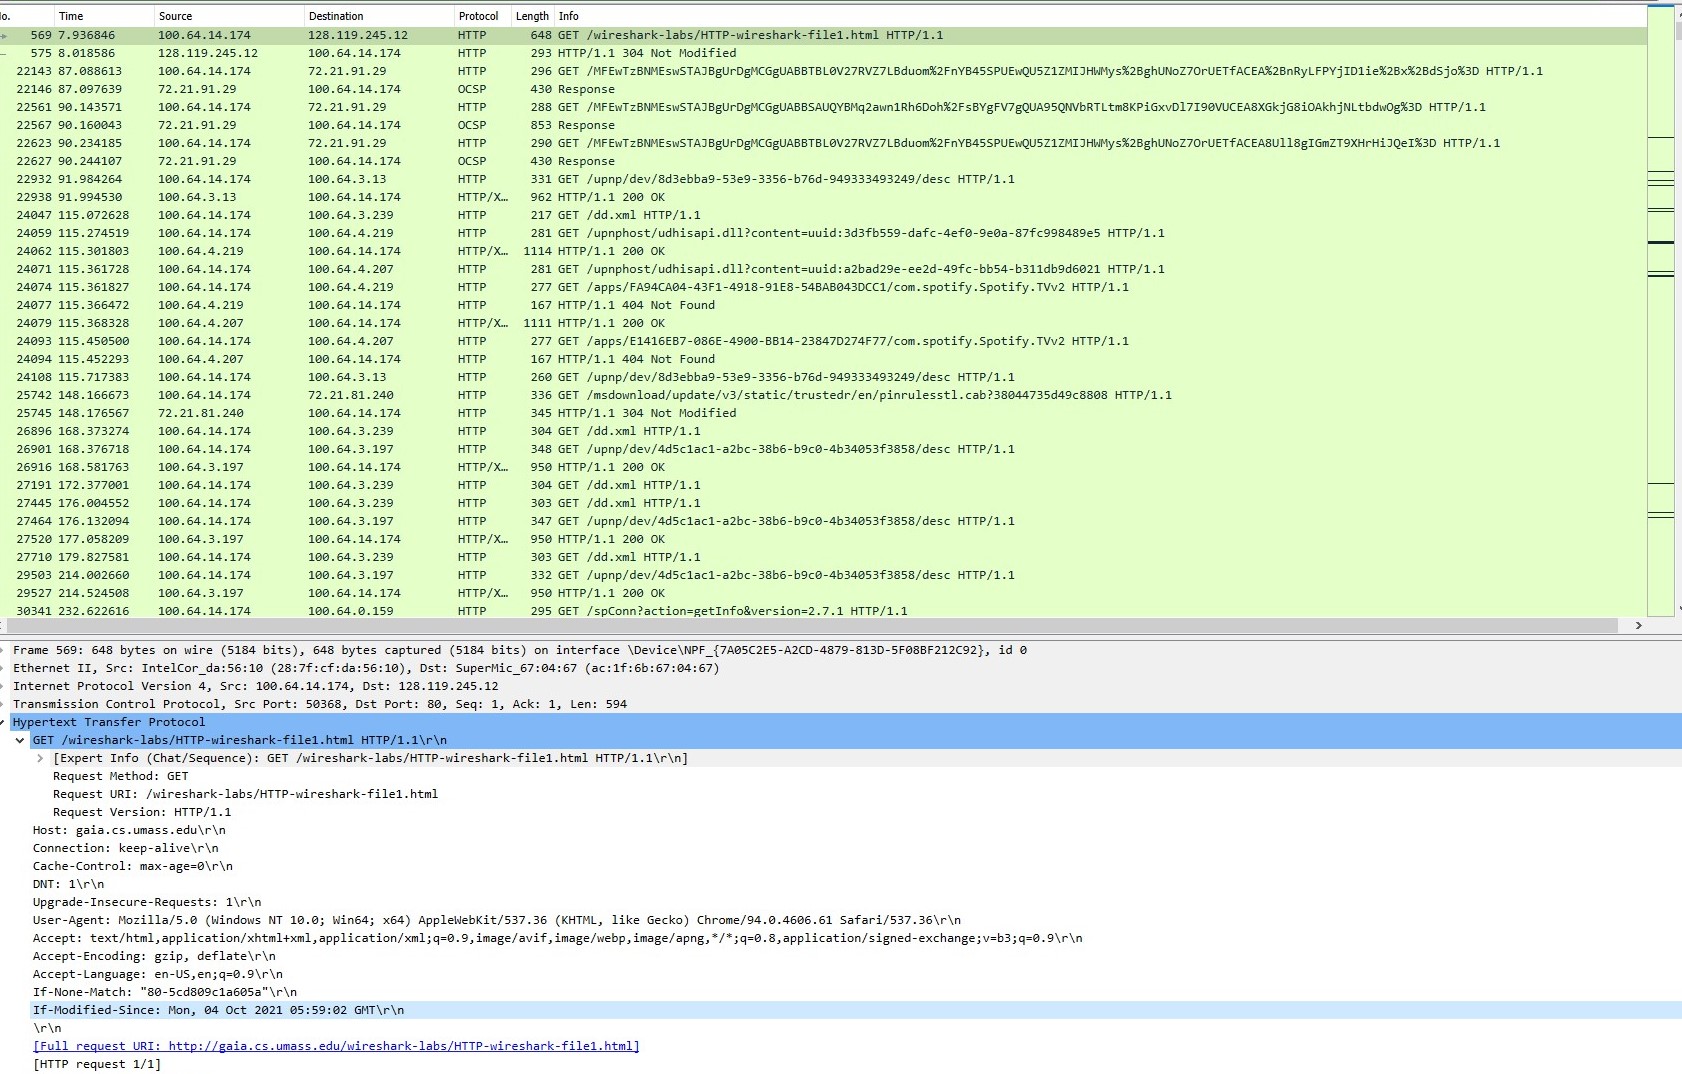 o. Time Source Destination Protocol Length Info
569 7.936846 100.64.14.174 128.119.245.12 HTTP 648 GET /wireshark-labs/HTTP-wireshark-file1.html HTTP/1.1
575 8.018586 128.119.245.12 100.64.14.174 HTTP 293 HTTP/1.1 304 Not Modified
22143 87.088613 100.64.14.174 72.21.91.29 HTTP 296 GET /MFEwTzBNMEswSTAJBgUrDgMCGgUABBTBL0V27RVZ7LBduom%2FnYB45SPUEwQU5Z1ZMIJHWMys%2BghUNoZ7OrUETfACEA%2BnRyLFPYjID1ie%2Bx%2BdSjo%3D HTTP/1.1
22146 87.097639 72.21.91.29 100.64.14.174 OCSP 430 Response
22561 90.143571 100.64.14.174 72.21.91.29 HTTP 288 GET /MFEwTzBNMEswSTAJBgUrDgMCGgUABBSAUQYBMq2awn1Rh6Doh%2FsBYgFV7gQUA95QNVbRTLtm8KPiGxvDl7I90VUCEA8XGkjG8iOAkhjNLtbdwOg%3D HTTP/1.1
22567 90.160043 72.21.91.29 100.64.14.174 OCSP 853 Response
22623 90.234185 100.64.14.174 72.21.91.29 HTTP 290 GET /MFEwTzBNMEswSTAJBgUrDgMCGgUABBTBL0V27RVZ7LBduom%2FnYB45SPUEwQU5Z1ZMIJHWMys%2BghUNoZ7OrUETfACEA8Ull8gIGmZT9XHrHiJQeI%3D HTTP/1.1
22627 90.244107 72.21.91.29 100.64.14.174 OCSP 430 Response
22932 91.984264 100.64.14.174 100.64.3.13 HTTP 331 GET /upnp/dev/8d3ebba9-53e9-3356-b76d-949333493249/desc HTTP/1.1
22938 91.994530 100.64.3.13 100.64.14.174 HTTP/X… 962 HTTP/1.1 200 OK
24047 115.072628 100.64.14.174 100.64.3.239 HTTP 217 GET /dd.xml HTTP/1.1
24059 115.274519 100.64.14.174 100.64.4.219 HTTP 281 GET /upnphost/udhisapi.dll?content=uuid:3d3fb559-dafc-4ef0-9e0a-87fc998489e5 HTTP/1.1
24062 115.301803 100.64.4.219 100.64.14.174 HTTP/X… 1114 HTTP/1.1 200 OK
24071 115.361728 100.64.14.174 100.64.4.207 HTTP 281 GET /upnphost/udhisapi.dll?content=uuid:a2bad29e-ee2d-49fc-bb54-b311db9d6021 HTTP/1.1
24074 115.361827 100.64.14.174 100.64.4.219 HTTP 277 GET /apps/FA94CA04-43F1-4918-91E8-54BAB043DCC1/com.spotify.Spotify.TVv2 HTTP/1.1
24077 115.366472 100.64.4.219 100.64.14.174 HTTP 167 HTTP/1.1 404 Not Found
24079 115.368328 100.64.4.207 100.64.14.174 HTTP/X… 1111 HTTP/1.1 200 OK
24093 115.450500 100.64.14.174 100.64.4.207 HTTP 277 GET /apps/E1416EB7-086E-4900-BB14-23847D274F77/com.spotify.Spotify.TVv2 HTTP/1.1
24094 115.452293 100.64.4.207 100.64.14.174 HTTP 167 HTTP/1.1 404 Not Found
24108 115.717383 100.64.14.174 100.64.3.13 HTTP 260 GET /upnp/dev/8d3ebba9-53e9-3356-b76d-949333493249/desc HTTP/1.1
25742 148.166673 100.64.14.174 72.21.81.240 HTTP 336 GET /msdownload/update/v3/static/trustedr/en/pinrulesstl.cab?38044735d49c8808 HTTP/1.1
25745 148.176567 72.21.81.240 100.64.14.174 HTTP 345 HTTP/1.1 304 Not Modified
26896 168.373274 100.64.14.174 100.64.3.239 HTTP 304 GET /dd.xml HTTP/1.1
26901 168.376718 100.64.14.174 100.64.3.197 HTTP 348 GET /upnp/dev/4d5c1ac1-a2bc-38b6-b9c0-4b34053f3858/desc HTTP/1.1
26916 168.581763 100.64.3.197 100.64.14.174 HTTP/X… 950 HTTP/1.1 200 OK
27191 172.377001 100.64.14.174 100.64.3.239 HTTP 304 GET /dd.xml HTTP/1.1
27445 176.004552 100.64.14.174 100.64.3.239 HTTP 303 GET /dd.xml HTTP/1.1
27464 176.132094 100.64.14.174 100.64.3.197 HTTP 347 GET /upnp/dev/4d5c1ac1-a2bc-38b6-b9c0-4b34053f3858/desc HTTP/1.1
27520 177.058209 100.64.3.197 100.64.14.174 HTTP/X… 950 HTTP/1.1 200 OK
27710 179.827581 100.64.14.174 100.64.3.239 HTTP 303 GET /dd.xml HTTP/1.1
29503 214.002660 100.64.14.174 100.64.3.197 HTTP 332 GET /upnp/dev/4d5c1ac1-a2bc-38b6-b9c0-4b34053f3858/desc HTTP/1.1
29527 214.524508 100.64.3.197 100.64.14.174 HTTP/X… 950 HTTP/1.1 200 OK
30341 232.622616 100.64.14.174 100.64.0.159 HTTP 295 GET /spConn?action=getInfo&version=2.7.1 HTTP/1.1
Frame 569: 648 bytes on wire (5184 bits), 648 bytes captured (5184 bits) on interface \Device\NPF_{7A05C2E5-A2CD-4879-813D-5F08BF212C92}, id 0
Ethernet II, Src: IntelCor_da:56:10 (28:7f:cf:da:56:10), Dst: SuperMic_67:04:67 (ac:1f:6b:67:04:67)
Internet Protocol Version 4, Src: 100.64.14.174, Dst: 128.119.245.12
Transmission Control Protocol, Src Port: 50368, Dst Port: 80, Seq: 1, Ack: 1, Len: 594
Hypertext Transfer Protocol
GET /wireshark-labs/HTTP-wireshark-file1.html HTTP/1.1\r\n
[Expert Info (Chat/Sequence): GET /wireshark-labs/HTTP-wireshark-file1.html HTTP/1.1\r\n]
Request Method: GET
Request URI: /wireshark-labs/HTTP-wireshark-file1.html
Request Version: HTTP/1.1
Host: gaia.cs.umass.edu\r\n
Connection: keep-alive\r\n
Cache-Control: max-age=0\r\n
DNT: 1\r\n
Upgrade-Insecure-Requests: 1\r\n
User-Agent: Mozilla/5.0 (Windows NT 10.0; Win64; x64) AppleWebKit/537.36 (KHTML, like Gecko) Chrome/94.0.4606.61 Safari/537.36\r\n
Accept: text/html,application/xhtml+xml,application/xml;q=0.9,image/avif,image/webp,image/apng,*/*;q=0.8,application/signed-exchange;v=b3;q=0.9\r\n
Accept-Encoding: gzip, deflate\r\n
Accept-Language: en-US,en;q=0.9\r\n
If-None-Match: "80-5cd809c1a605a"\r\n
If-Modified-Since: Mon, 04 Oct 2021 05:59:02 GMT\r\n
\r\n
[Full request URI: http://gaia.cs.umass.edu/wireshark-labs/HTTP-wireshark-file1.html]
[HTTP request 1/1]